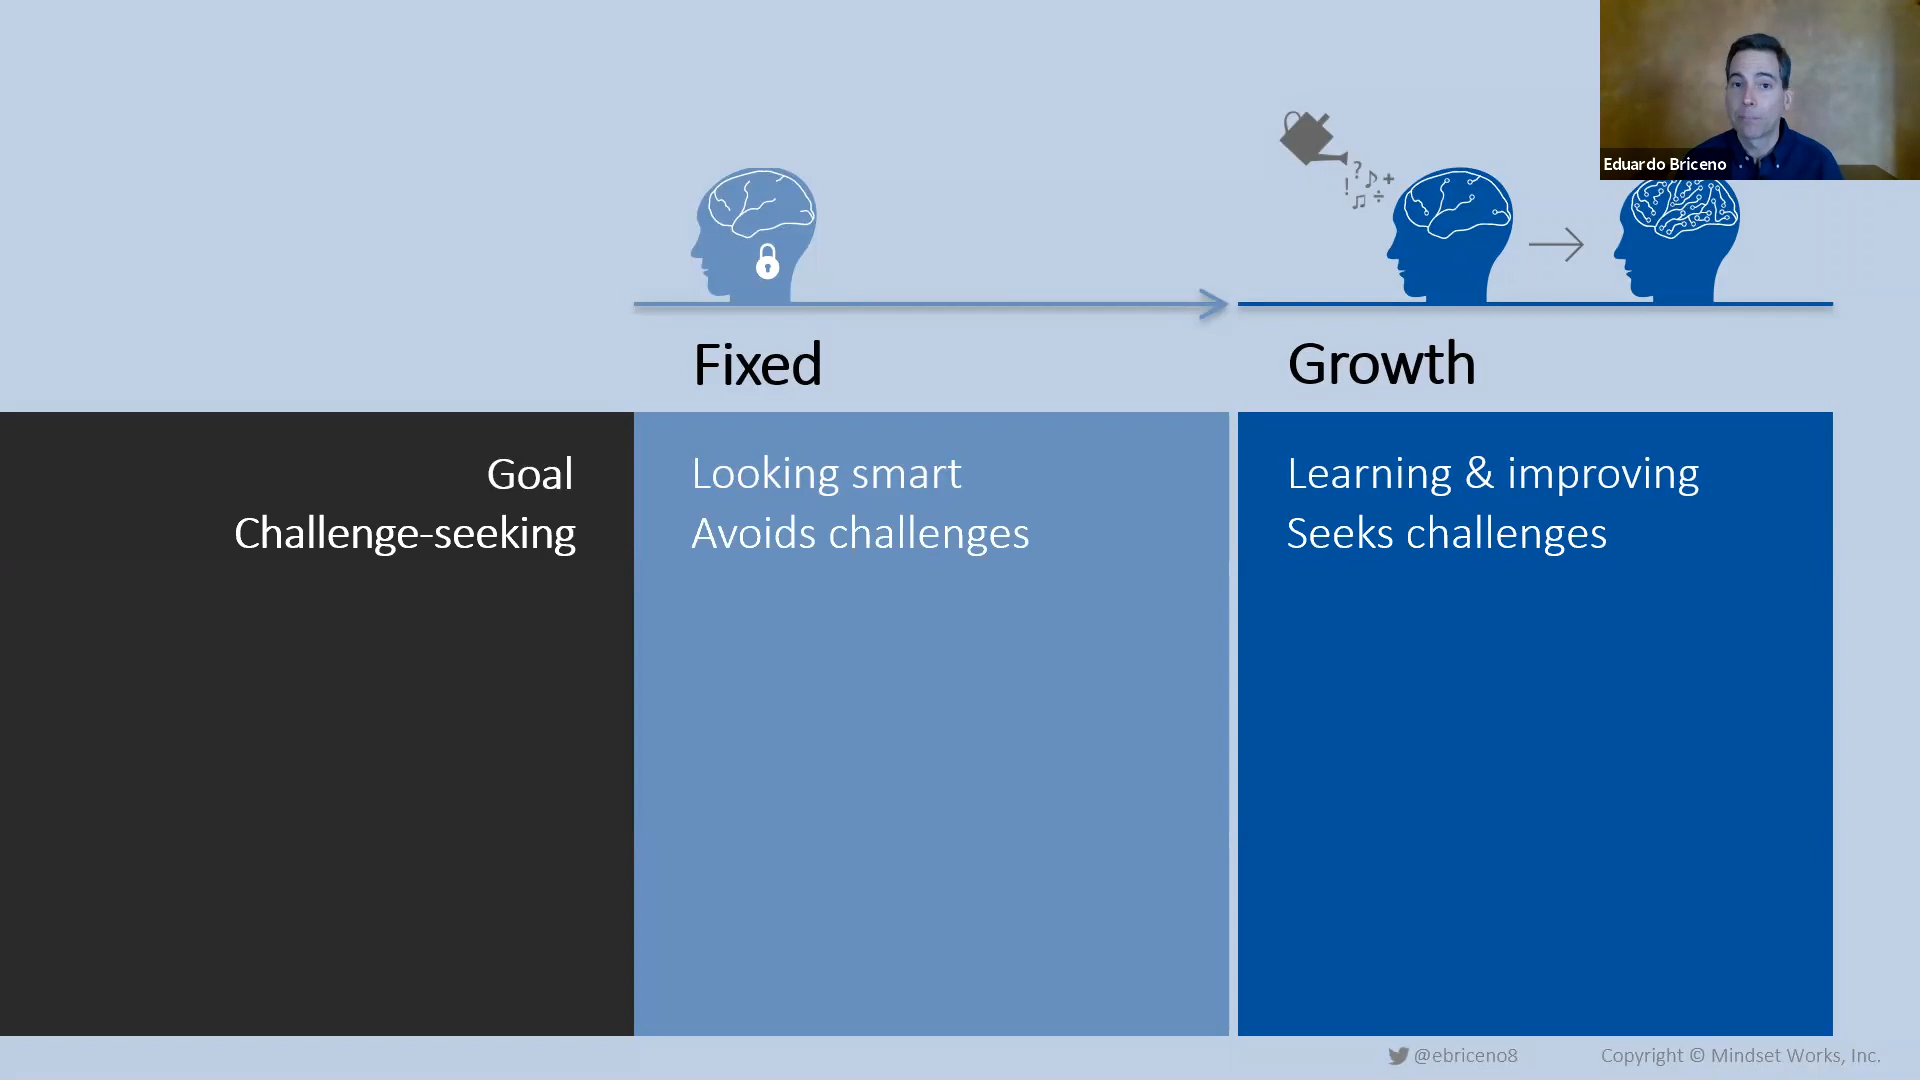 Eduardo Briceno
Fixed
Growth
Goal
Looking smart
Learning & improving
Challenge-seeking
Avoids challenges
Seeks challenges
@ebriceno8
Copyright © Mindset Works, Inc.